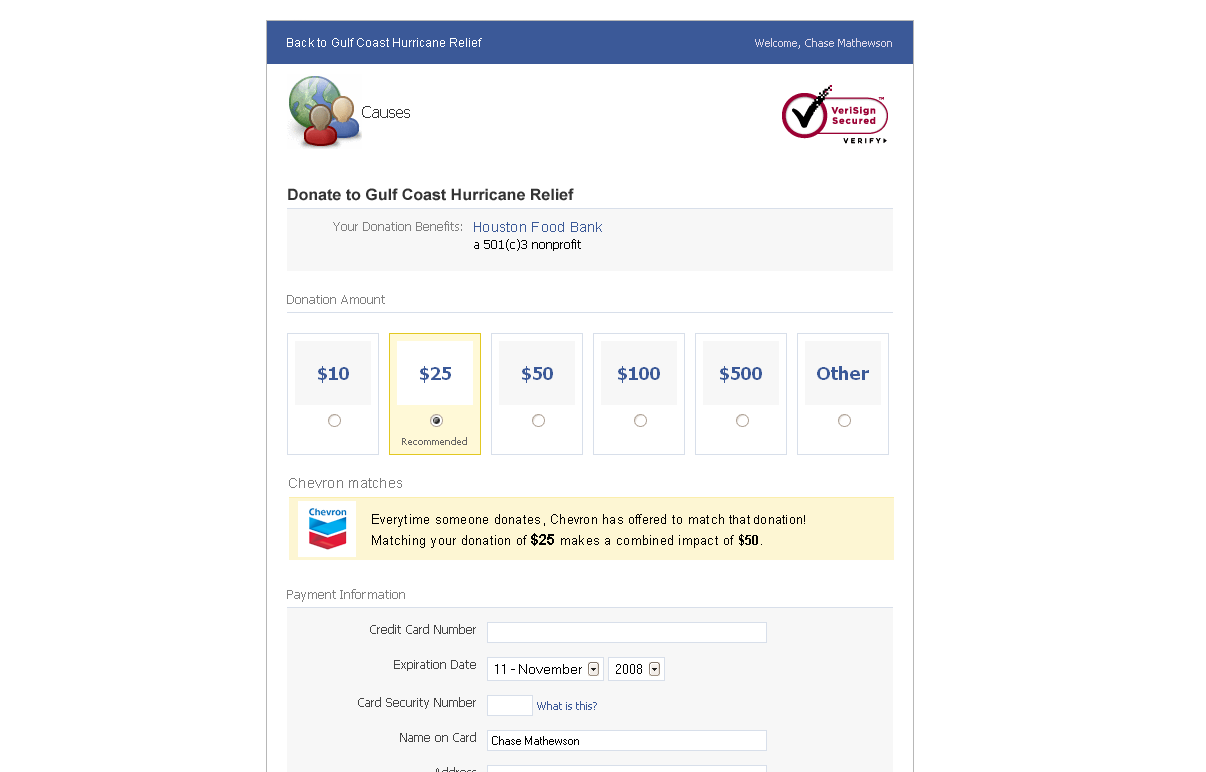 Back to Gulf Coast Hurricane Relief
Welcome, Chase Mathewson
Causes
VeriSign™
Secured
VERIFY
Donate to Gulf Coast Hurricane Relief
Your Donation Benefits: Houston Food Bank
a 501(c)3 nonprofit
Donation Amount
$10 $25 $50 $100 $500 Other
Recommended
Chevron matches
Chevron
Everytime someone donates, Chevron has offered to match that donation!
Matching your donation of $25 makes a combined impact of $50.
Payment Information
Credit Card Number
Expiration Date 11 - November 2008
Card Security Number What is this?
Name on Card Chase Mathewson
Address